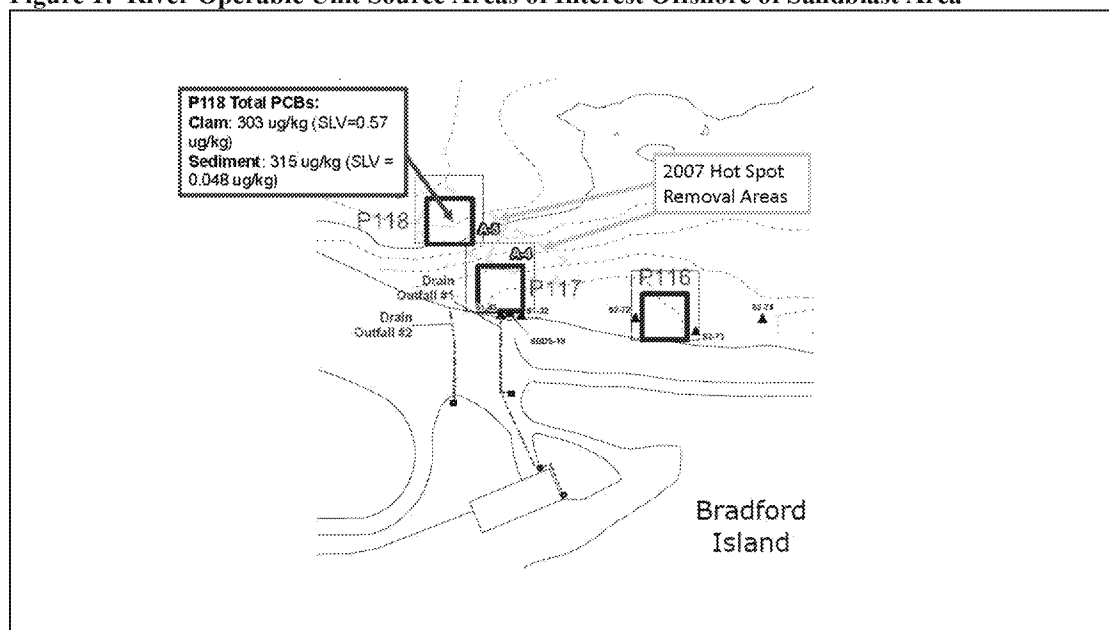 Figure 1: River Operable Unit Source Areas of Interest Offshore of Sandblast Area
P118 Total PCBs:
Clam: 303 ug/kg (SLV=0.57
ug/kg)
Sediment: 315 ug/kg (SLV =
0.048 ug/kg)
2007 Hot Spot
Removal Areas
P118
A-5
A-4
Drain
Outfall #1
P117
P116
Drain
Outfall #2
Bradford
Island